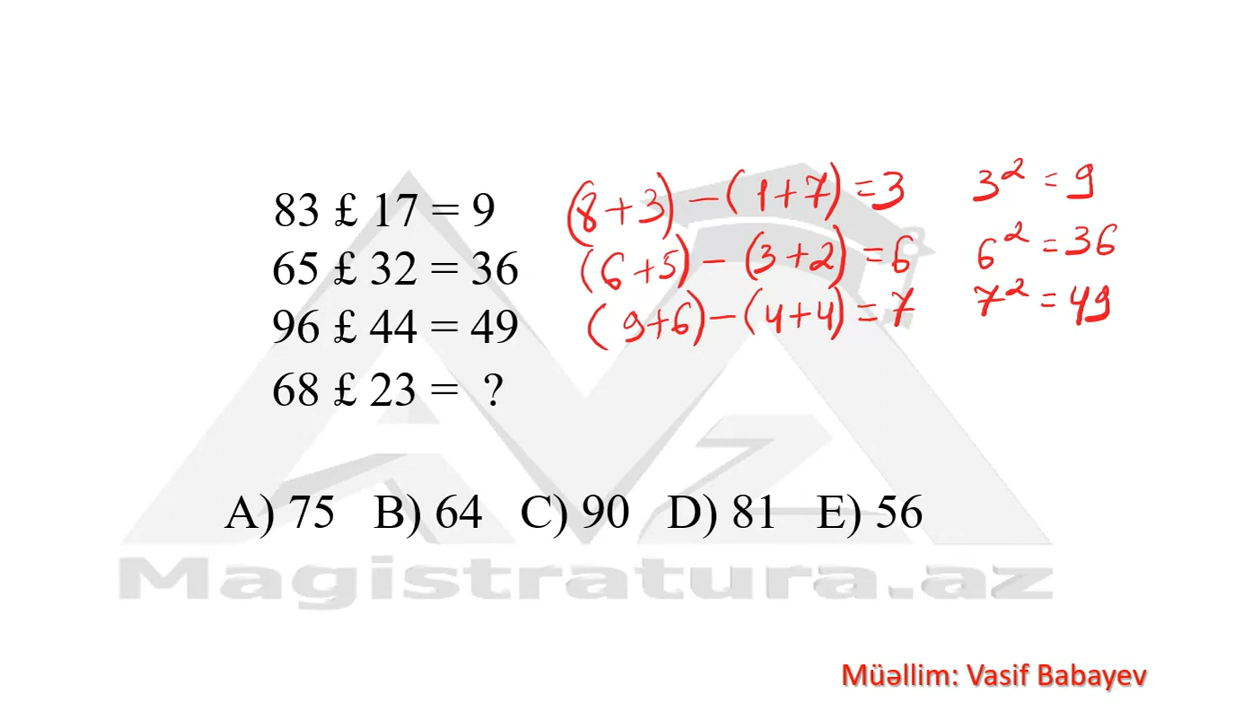 83 £ 17 = 9 (8+3) – (1+7) = 3 3² = 9
65 £ 32 = 36 (6+5) – (3+2) = 6 6² = 36
96 £ 44 = 49 (9+6) – (4+4) = 7 7² = 49
68 £ 23 = ?
A) 75 B) 64 C) 90 D) 81 E) 56
Magistratura.az
Müəllim: Vasif Babayev